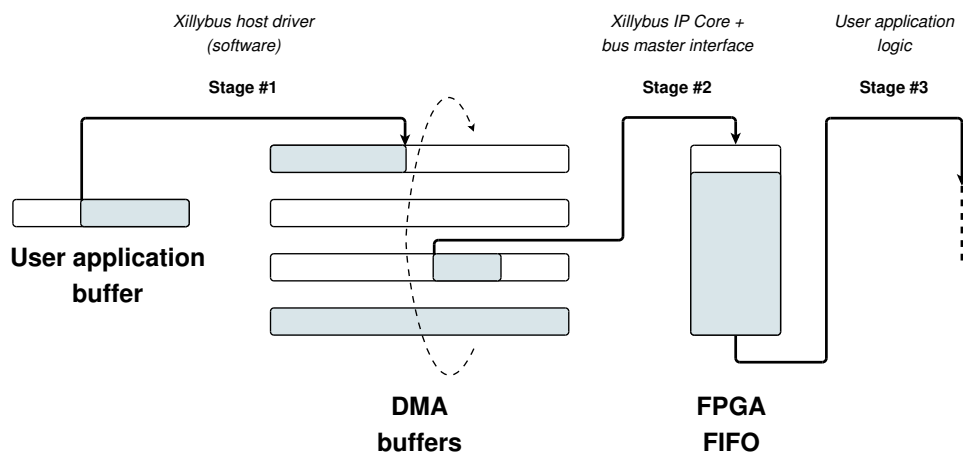 Xillybus host driver
(software)
Stage #1
Xillybus IP Core +
bus master interface
Stage #2
User application
logic
Stage #3
User application
buffer
DMA
buffers
FPGA
FIFO